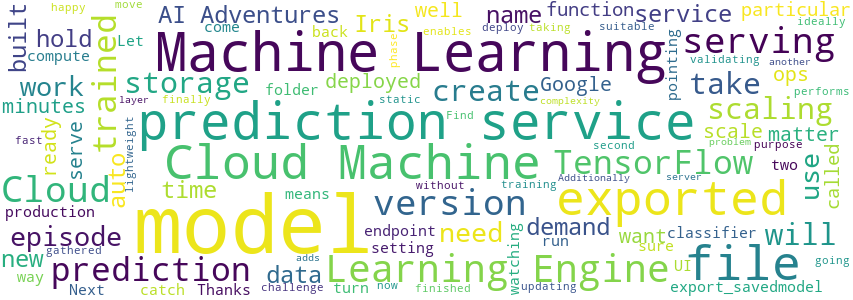 happy move
AI Adventures come well name function service particular
built hold Let Iris back phase enables deploy taking suitable ideally
compute Machine Learning pointing serving validating another
trained storage create Google take ops performs
work folder deployed
minutes layer finally static prediction service Find complexity second scaling
ready serve lightweight scale matter
fast auto Cloud Machine TensorFlow problem purpose
Cloud time means without training Additionally server use two called
production model version exported
episode need endpoint demand want classifier will
new gathered setting watching run sure UI
prediction data Learning Engine file
way Next catch Thanks adds challenge turn now finished updating export_savedmodel going